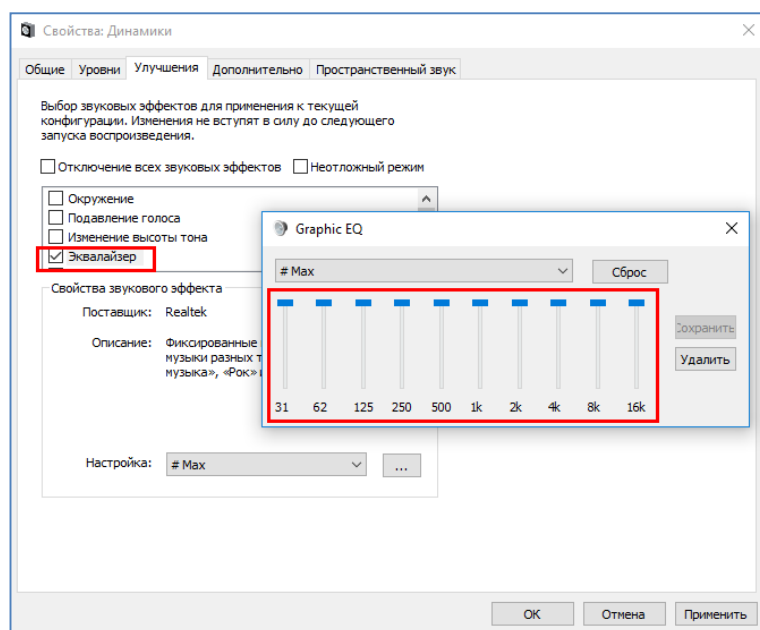 Свойства: Динамики
Общие Уровни Улучшения Дополнительно Пространственный звук
Выбор звуковых эффектов для применения к текущей
конфигурации. Изменения не вступят в силу до следующего
запуска воспроизведения.
Отключение всех звуковых эффектов Неотложный режим
Окружение
Подавление голоса
Изменение высоты тона
Эквалайзер
Graphic EQ
# Max Сброс
Сохранить
Удалить
31 62 125 250 500 1k 2k 4k 8k 16k
Свойства звукового эффекта
Поставщик: Realtek
Описание: Фиксированные
музыки разных т
музыка», «Рок»
Настройка: # Max ...
OK Отмена Применить